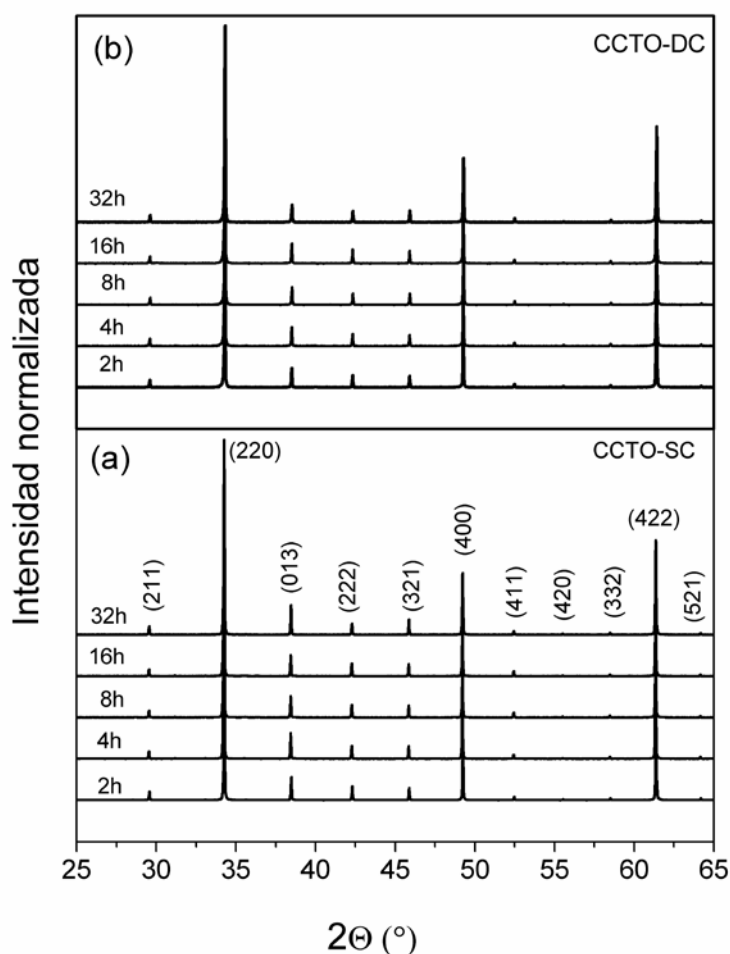 (b)
CCTO-DC
32h
16h
8h
4h
2h
Intensidad normalizada
(a)
CCTO-SC
(220)
(211)
(013)
(222)
(321)
(400)
(411)
(420)
(332)
(422)
(521)
32h
16h
8h
4h
2h
25 30 35 40 45 50 55 60 65
2Θ (°)